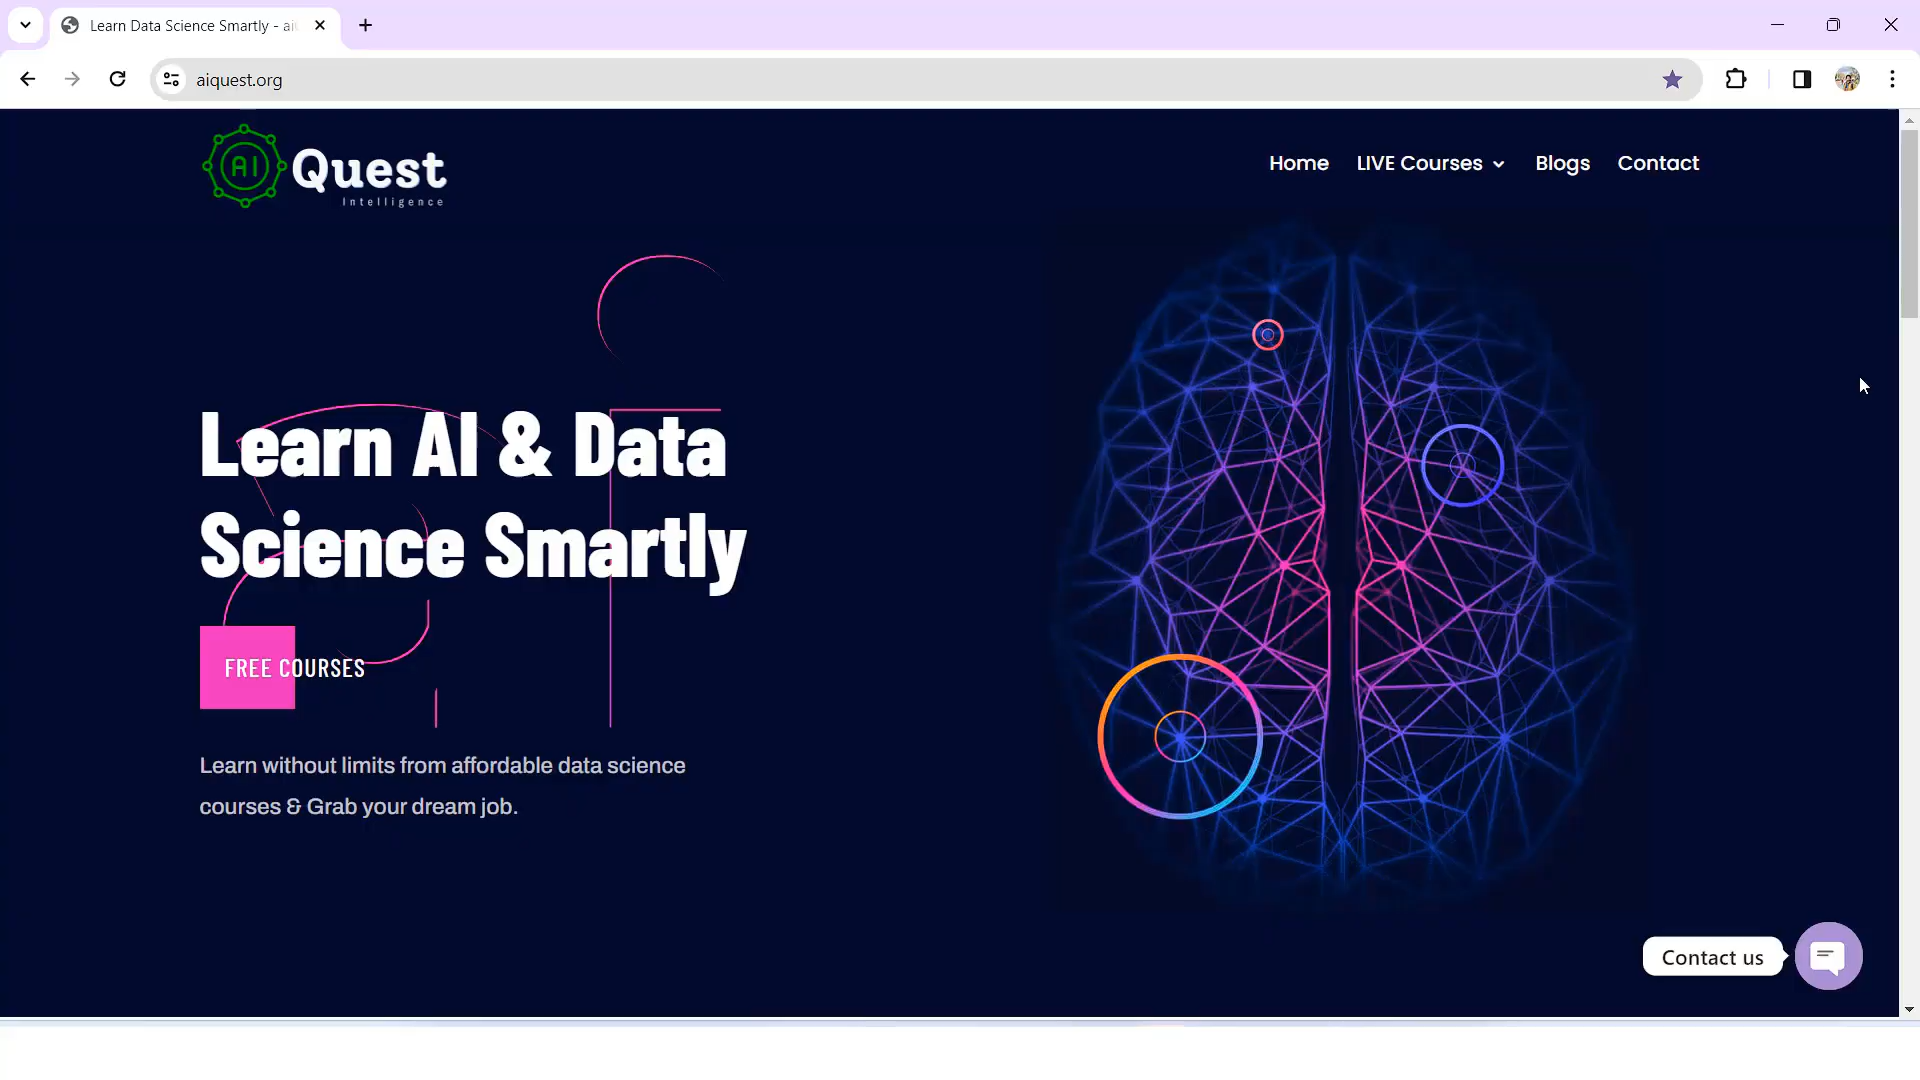 Learn Data Science Smartly - ai
aiquest.org
AI Quest
Intelligence
Home LIVE Courses Blogs Contact
Learn AI & Data
Science Smartly
FREE COURSES
Learn without limits from affordable data science
courses & Grab your dream job.
Contact us